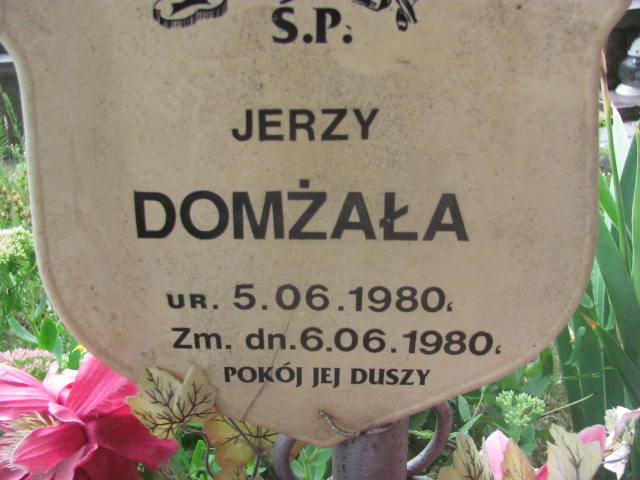 Ś.P.
JERZY
DOMŻAŁA
UR. 5.06.1980r.
Zm. dn.6.06.1980r.
POKÓJ JEJ DUSZY